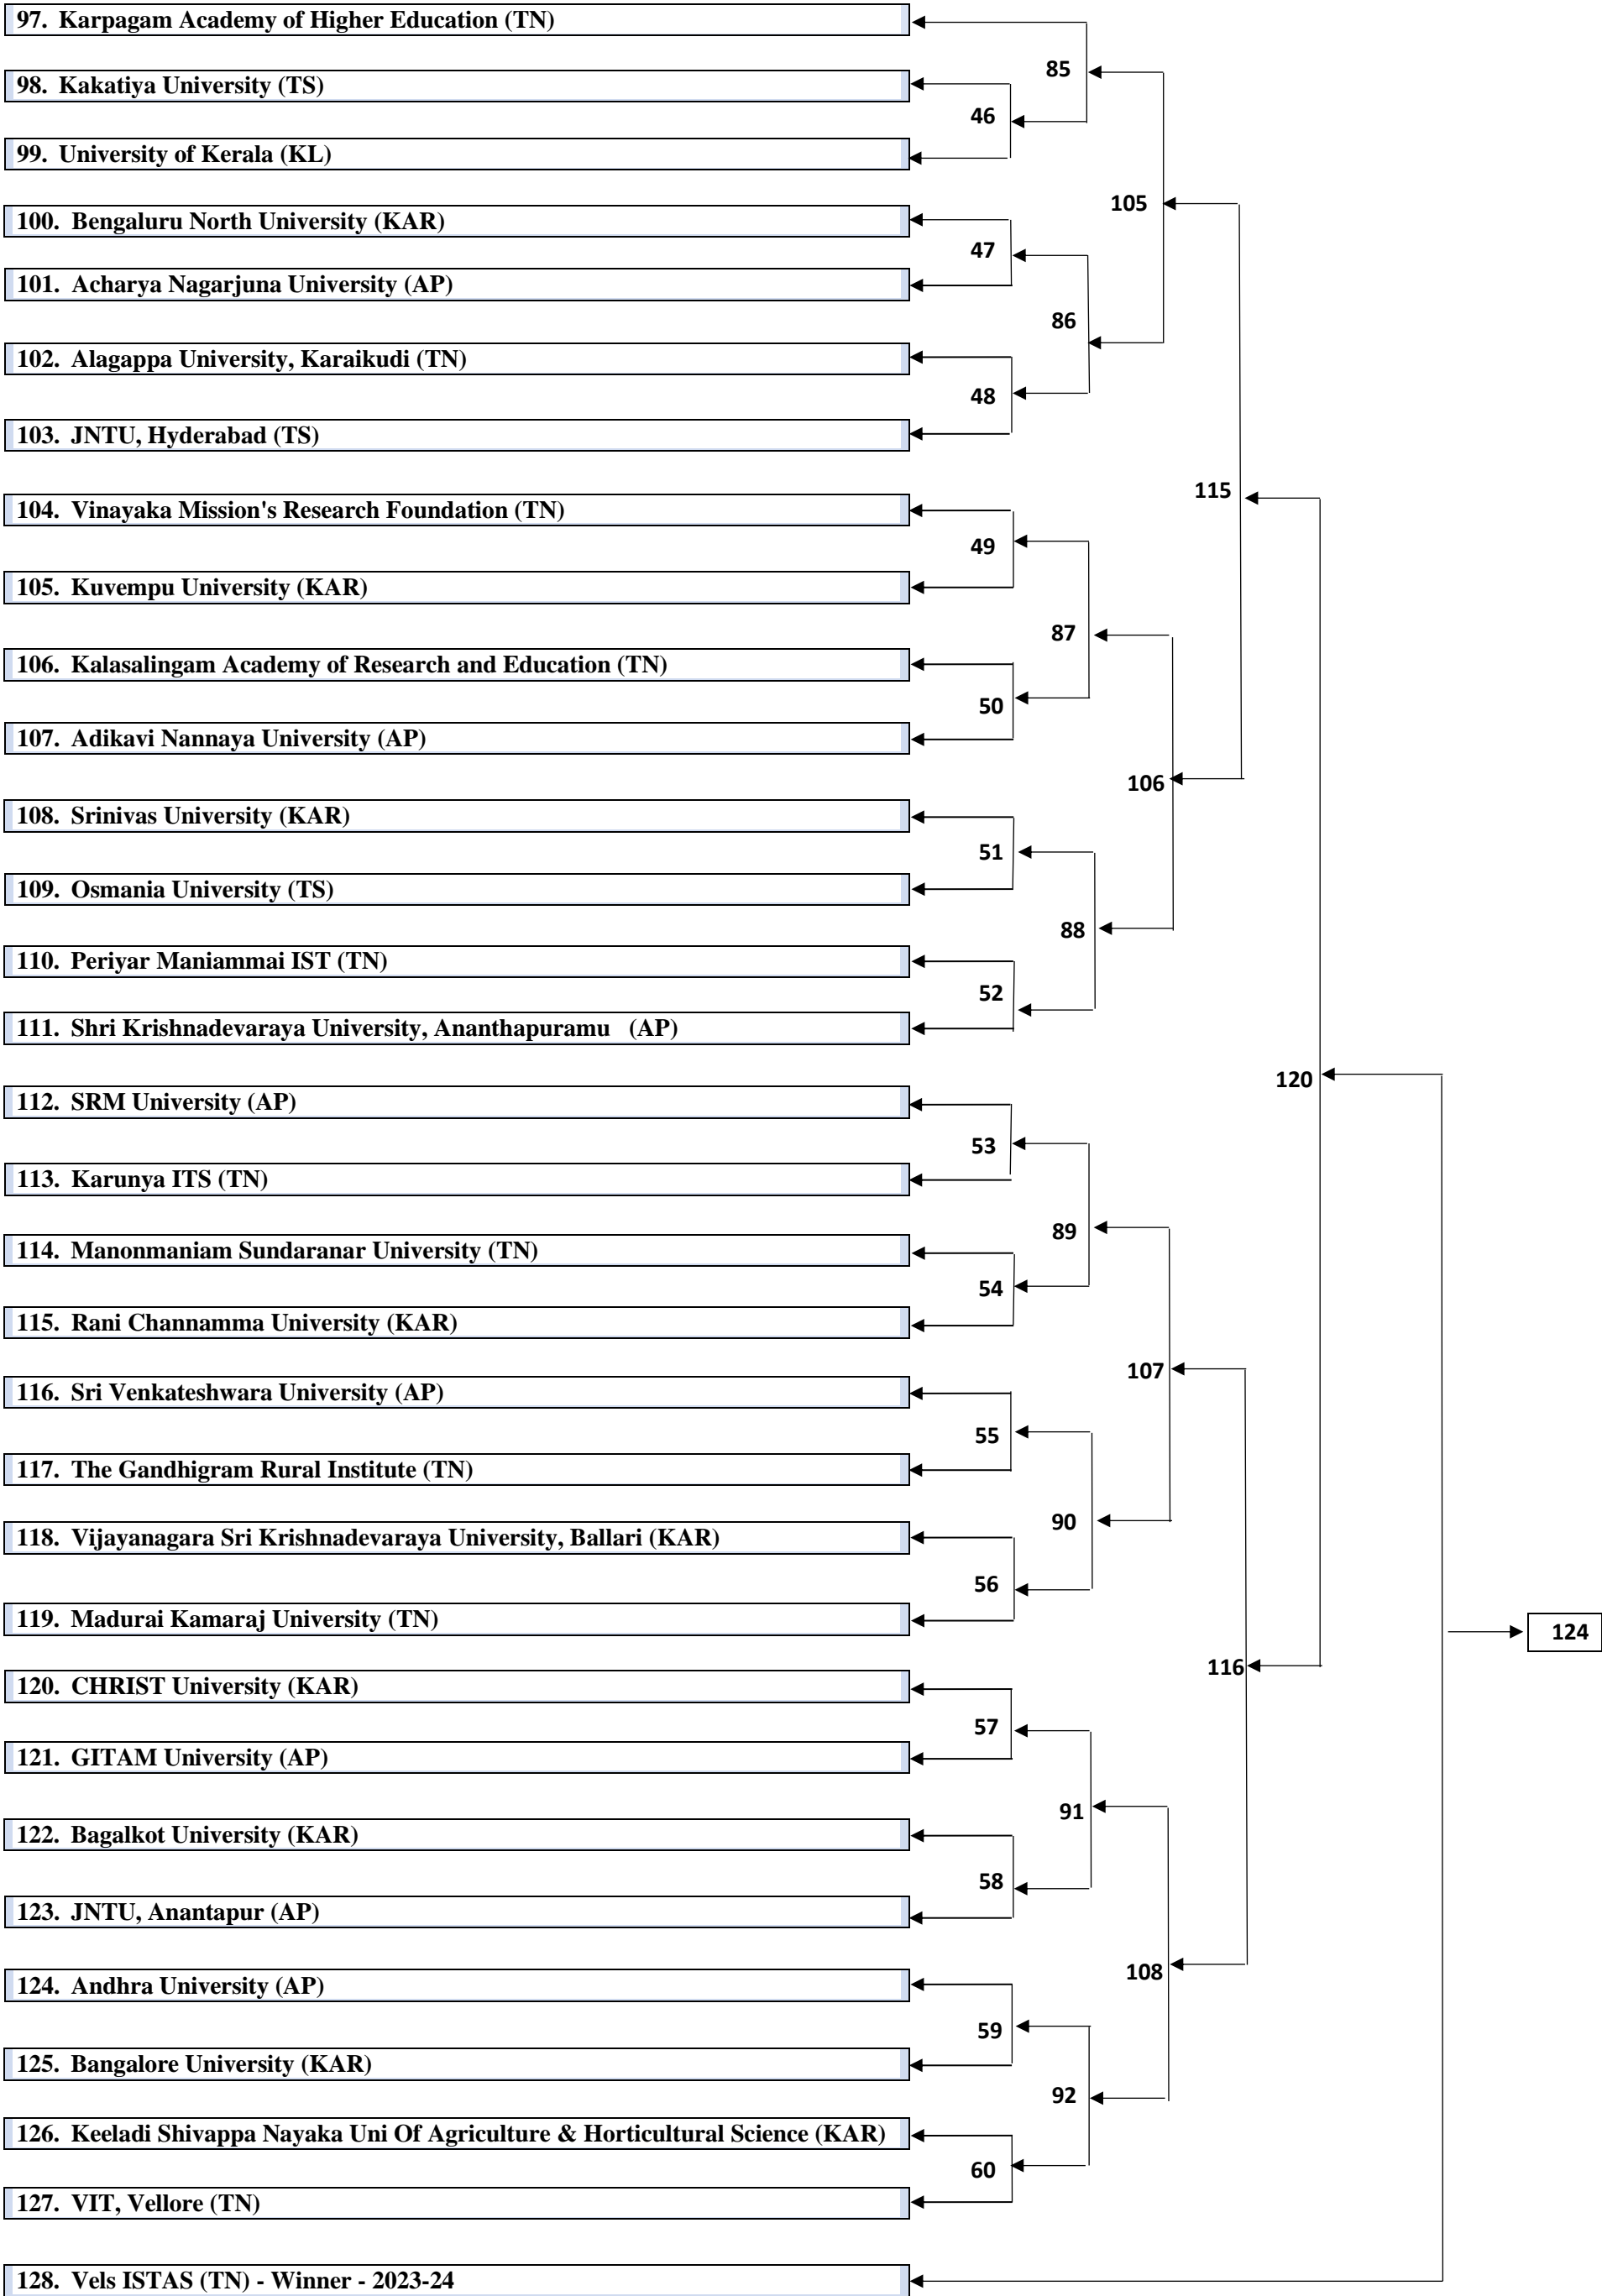 97. Karpagam Academy of Higher Education (TN)
85
98. Kakatiya University (TS)
46
99. University of Kerala (KL)
105
100. Bengaluru North University (KAR)
47
101. Acharya Nagarjuna University (AP)
86
102. Alagappa University, Karaikudi (TN)
48
103. JNTU, Hyderabad (TS)
115
104. Vinayaka Mission's Research Foundation (TN)
49
105. Kuvempu University (KAR)
87
106. Kalasalingam Academy of Research and Education (TN)
50
107. Adikavi Nannaya University (AP)
106
108. Srinivas University (KAR)
51
109. Osmania University (TS)
88
110. Periyar Maniammai IST (TN)
52
111. Shri Krishnadevaraya University, Ananthapuramu (AP)
120
112. SRM University (AP)
53
113. Karunya ITS (TN)
89
114. Manonmaniam Sundaranar University (TN)
54
115. Rani Channamma University (KAR)
107
116. Sri Venkateshwara University (AP)
55
117. The Gandhigram Rural Institute (TN)
90
118. Vijayanagara Sri Krishnadevaraya University, Ballari (KAR)
56
119. Madurai Kamaraj University (TN)
124
116
120. CHRIST University (KAR)
57
121. GITAM University (AP)
91
122. Bagalkot University (KAR)
58
123. JNTU, Anantapur (AP)
108
124. Andhra University (AP)
59
125. Bangalore University (KAR)
92
126. Keeladi Shivappa Nayaka Uni Of Agriculture & Horticultural Science (KAR)
60
127. VIT, Vellore (TN)
128. Vels ISTAS (TN) - Winner - 2023-24